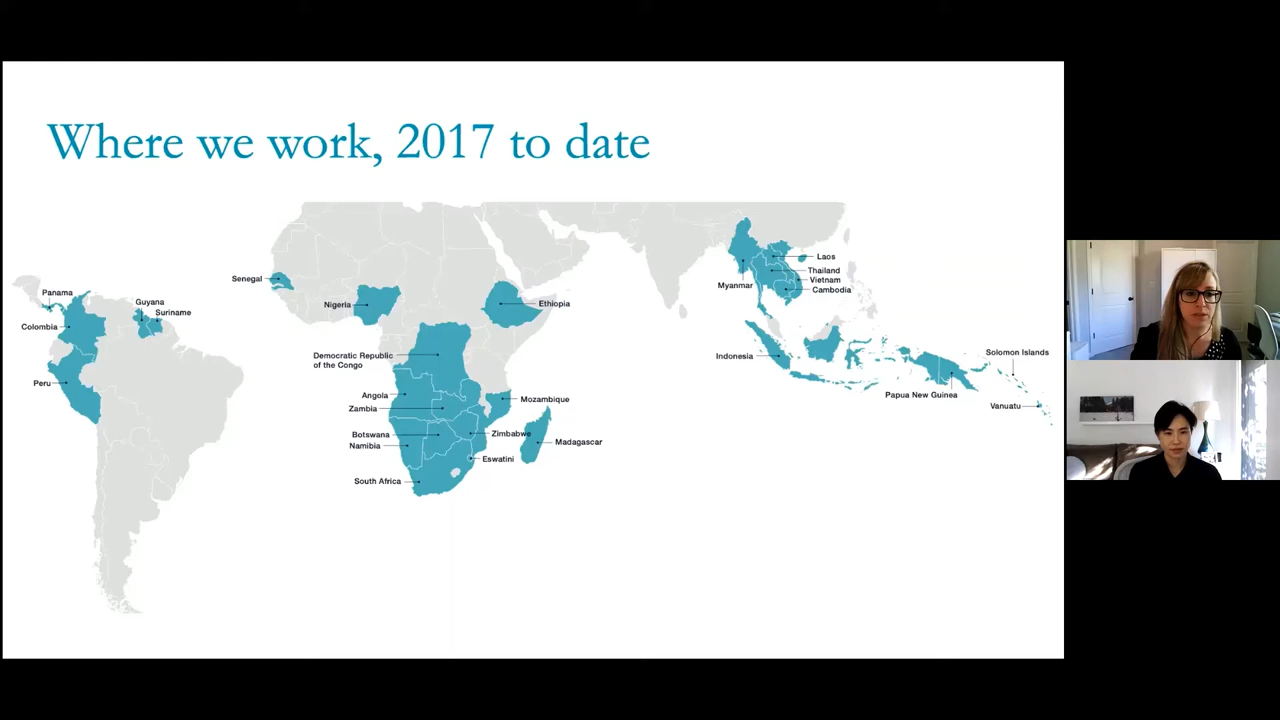 Where we work, 2017 to date
Panama
Guyana
Suriname
Colombia
Peru
Senegal
Nigeria
Ethiopia
Democratic Republic
of the Congo
Angola
Zambia
Mozambique
Botswana
Namibia
Zimbabwe
Madagascar
Eswatini
South Africa
Laos
Thailand
Vietnam
Cambodia
Myanmar
Indonesia
Solomon Islands
Papua New Guinea
Vanuatu